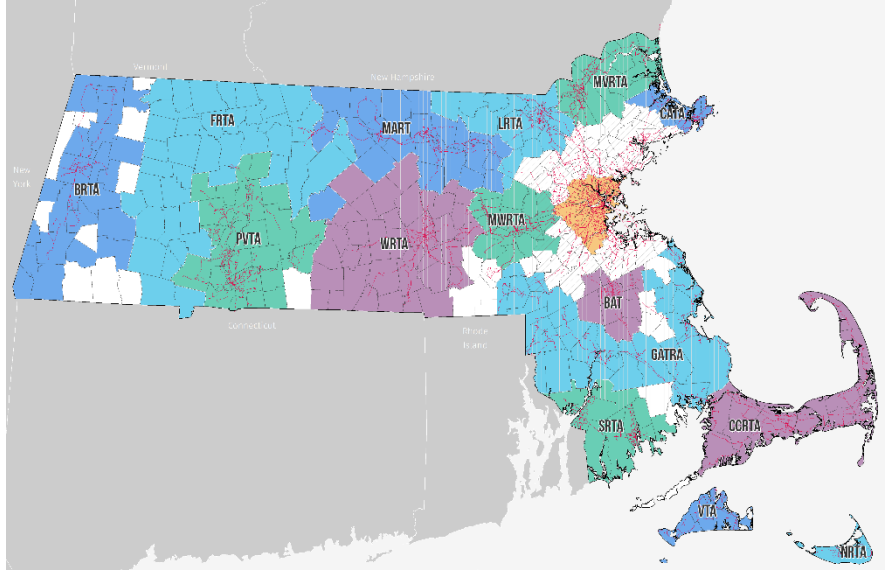 Vermont
New Hampshire
MVRTA
CATA
FRTA
MART
LRTA
New
York
BRTA
MWRTA
PVTA
WRTA
BAT
Connecticut
Rhode
Island
GATRA
SRTA
CCRTA
VTA
NRTA